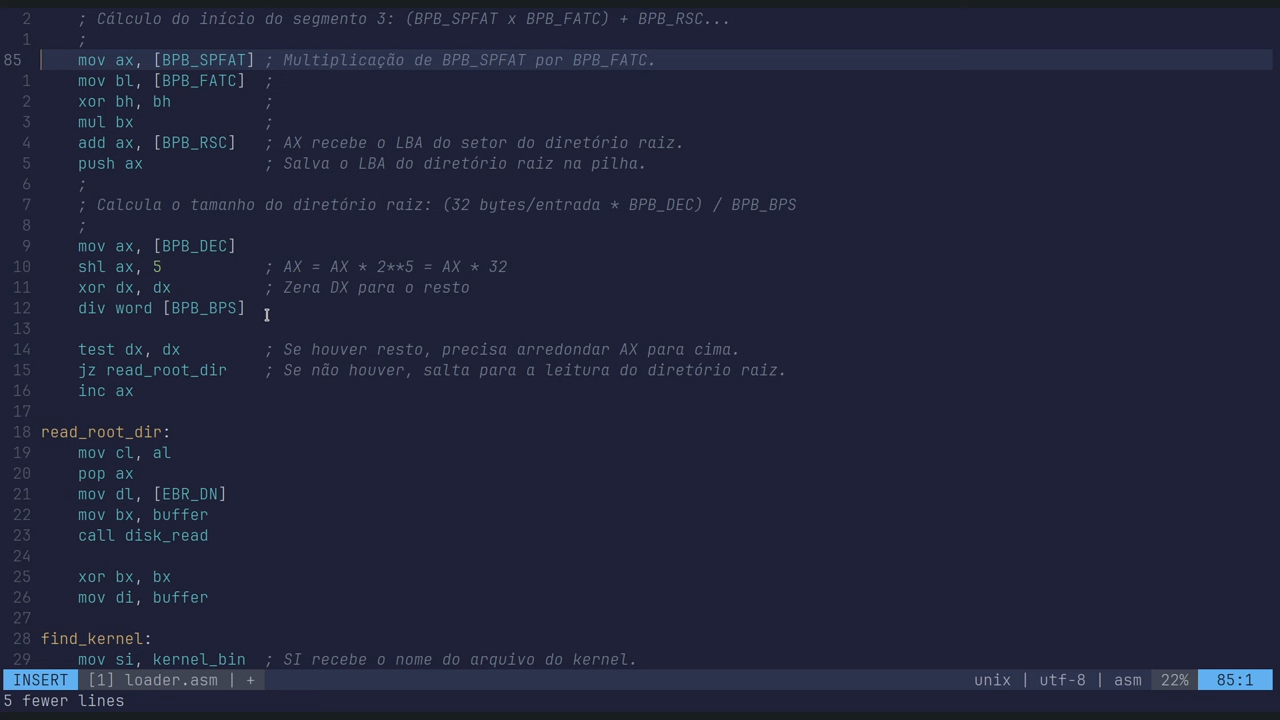 2 ; Cálculo do início do segmento 3: (BPB_SPFAT x BPB_FATC) + BPB_RSC...
1 ;
85 mov ax, [BPB_SPFAT] ; Multiplicação de BPB_SPFAT por BPB_FATC.
1 mov bl, [BPB_FATC] ;
2 xor bh, bh ;
3 mul bx ;
4 add ax, [BPB_RSC] ; AX recebe o LBA do setor do diretório raiz.
5 push ax ; Salva o LBA do diretório raiz na pilha.
6 ;
7 ; Calcula o tamanho do diretório raiz: (32 bytes/entrada * BPB_DEC) / BPB_BPS
8 ;
9 mov ax, [BPB_DEC]
10 shl ax, 5 ; AX = AX * 2**5 = AX * 32
11 xor dx, dx ; Zera DX para o resto
12 div word [BPB_BPS]
13
14 test dx, dx ; Se houver resto, precisa arredondar AX para cima.
15 jz read_root_dir ; Se não houver, salta para a leitura do diretório raiz.
16 inc ax
17
18 read_root_dir:
19 mov cl, al
20 pop ax
21 mov dl, [EBR_DN]
22 mov bx, buffer
23 call disk_read
24
25 xor bx, bx
26 mov di, buffer
27
28 find_kernel:
29 mov si, kernel_bin ; SI recebe o nome do arquivo do kernel.
INSERT [1] loader.asm | + unix | utf-8 | asm 22% 85:1
5 fewer lines